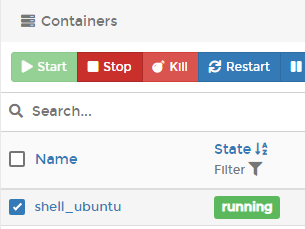 Containers
Start Stop Kill Restart
Search...
Name State
Filter
shell_ubuntu running